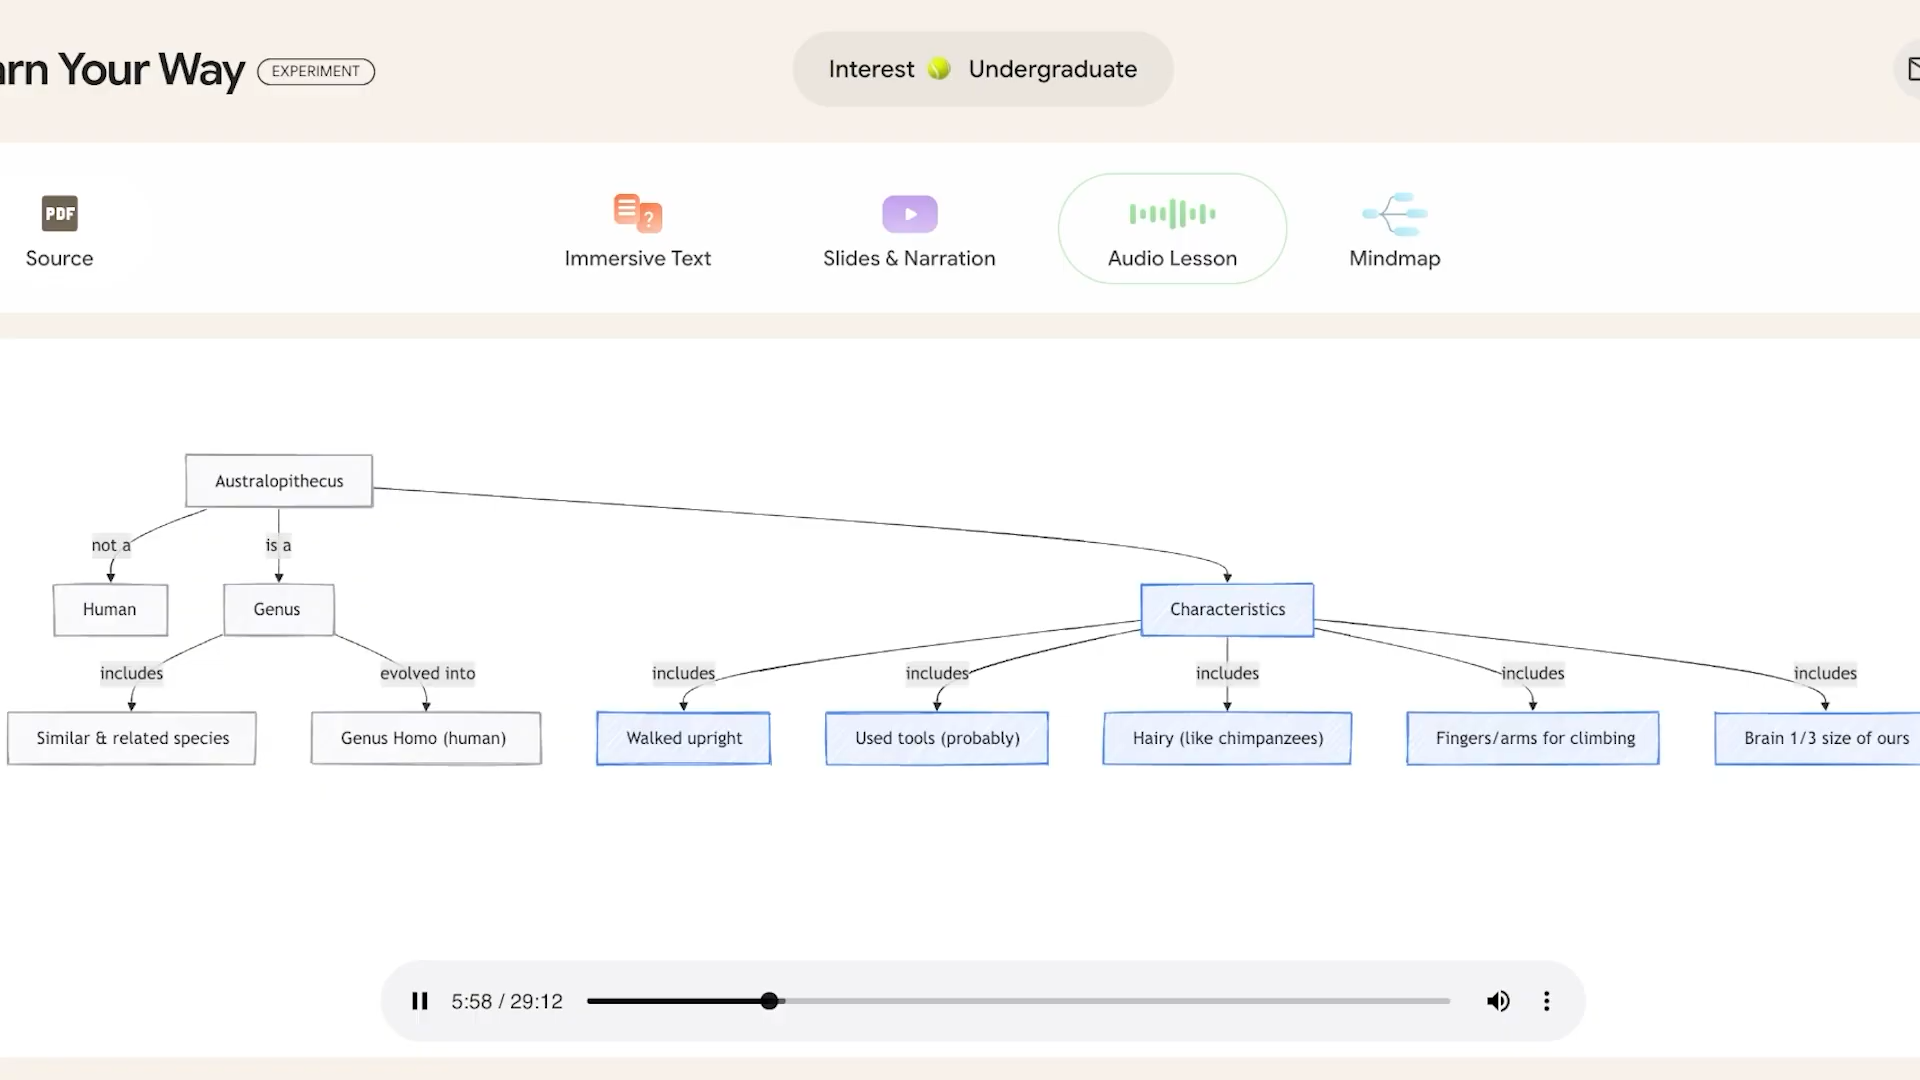 arn Your Way EXPERIMENT
Interest Undergraduate
PDF
Source
Immersive Text
Slides & Narration
Audio Lesson
Mindmap
Australopithecus
not a
is a
Human
Genus
Characteristics
includes
evolved into
includes
includes
includes
includes
includes
Similar & related species
Genus Homo (human)
Walked upright
Used tools (probably)
Hairy (like chimpanzees)
Fingers/arms for climbing
Brain 1/3 size of ours
5:58 / 29:12